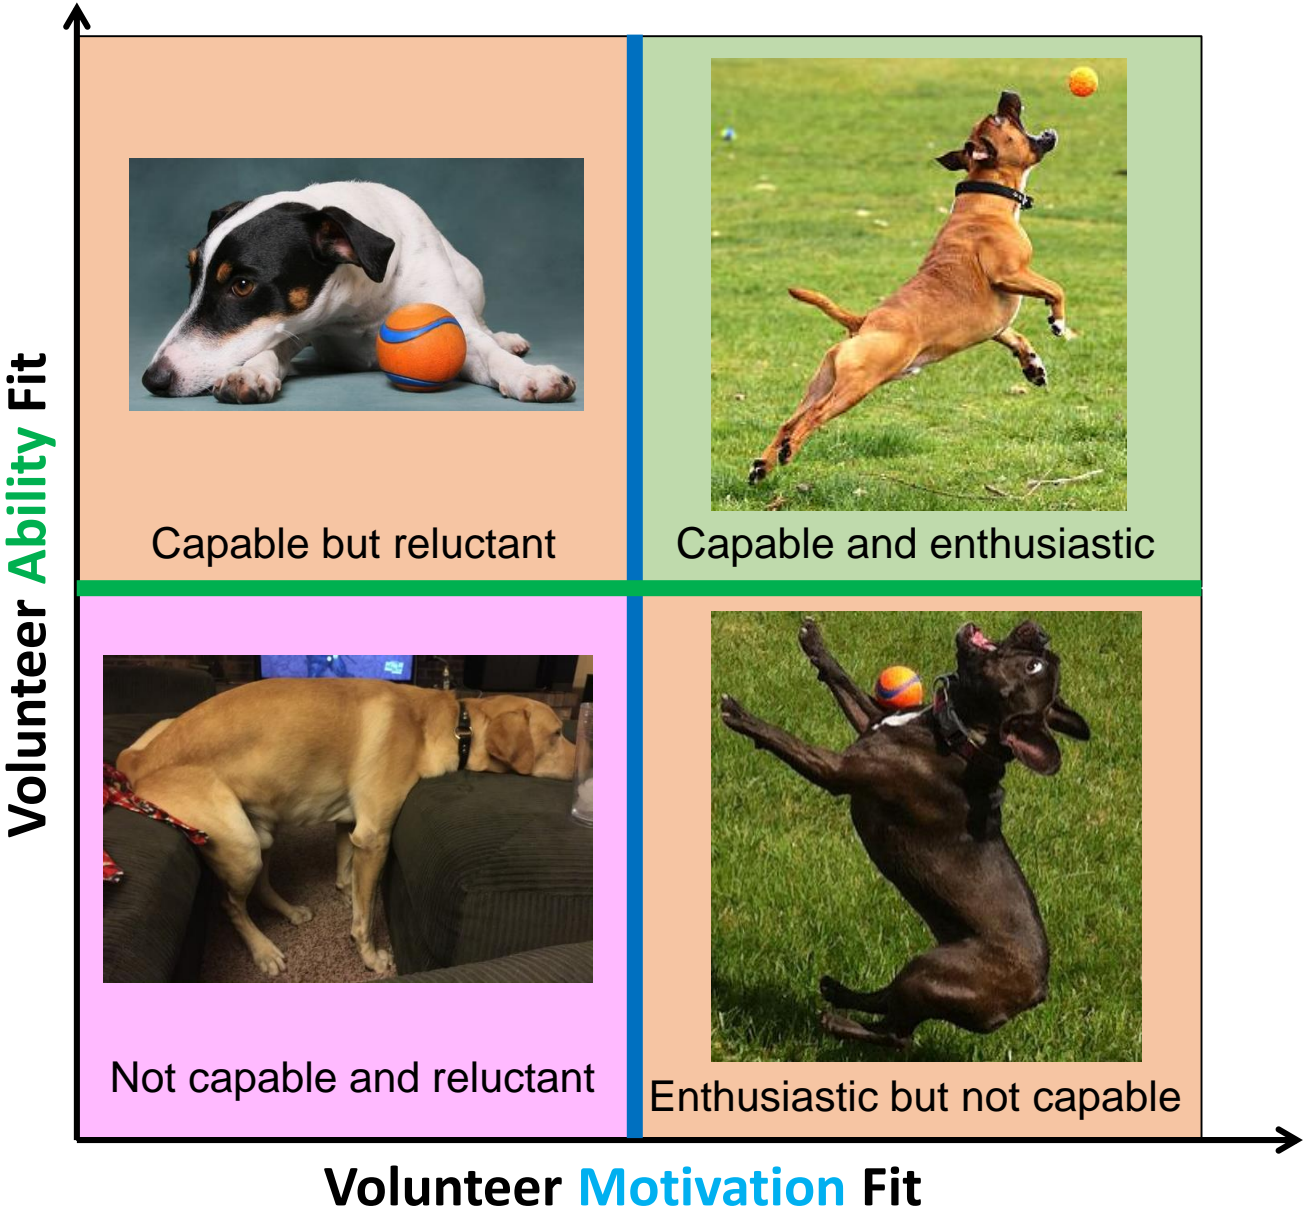 Capable but reluctant
Capable and enthusiastic
Not capable and reluctant
Enthusiastic but not capable
Volunteer Ability Fit
Volunteer Motivation Fit